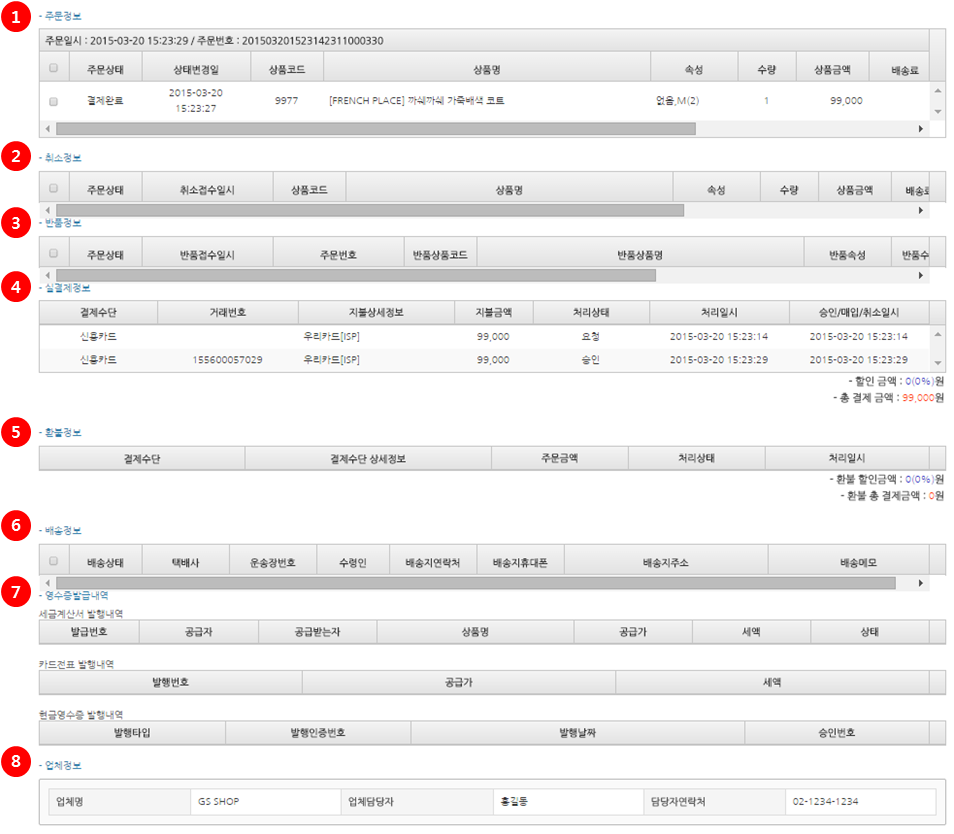 1 - 주문정보
주문일시 : 2015-03-20 15:23:29 / 주문번호 : 201503201523142311000330
주문상태 상태변경일 상품코드 상품명 속성 수량 상품금액 배송료
결제완료 2015-03-20 15:23:27 9977 [FRENCH PLACE] 까쉐까쉐 가죽배색 코트 없음,M(2) 1 99,000
2 - 취소정보
주문상태 취소접수일시 상품코드 상품명 속성 수량 상품금액 배송료
3 - 반품정보
주문상태 반품접수일시 주문번호 반품상품코드 반품상품명 반품속성 반품수
4 - 실결제정보
결제수단 거래번호 지불상세정보 지불금액 처리상태 처리일시 승인/매입/취소일시
신용카드 우리카드[ISP] 99,000 요청 2015-03-20 15:23:14 2015-03-20 15:23:14
신용카드 155600057029 우리카드[ISP] 99,000 승인 2015-03-20 15:23:29 2015-03-20 15:23:29
- 할인 금액 : 0(0%)원
- 총 결제 금액 : 99,000원
5 - 환불정보
결제수단 결제수단 상세정보 주문금액 처리상태 처리일시
- 환불 할인금액 : 0(0%)원
- 환불 총 결제금액 : 0원
6 - 배송정보
배송상태 택배사 운송장번호 수령인 배송지연락처 배송지휴대폰 배송지주소 배송메모
7 - 영수증발급내역
세금계산서 발행내역
발급번호 공급자 공급받는자 상품명 공급가 세액 상태
카드전표 발행내역
발행번호 공급가 세액
현금영수증 발행내역
발행타입 발행인증번호 발행날짜 승인번호
8 - 업체정보
업체명 GS SHOP 업체담당자 홍길동 담당자연락처 02-1234-1234